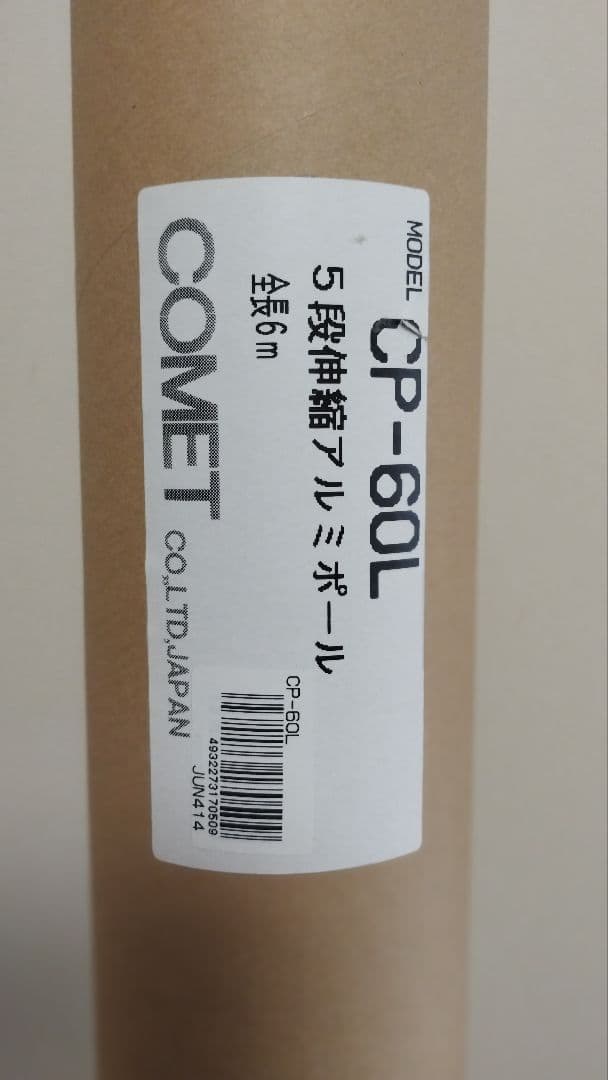 MODEL CP-60L
5段伸縮アルミポール
全長6m
COMET CO.,LTD,JAPAN
CP-60L
4932273170509
JUN414